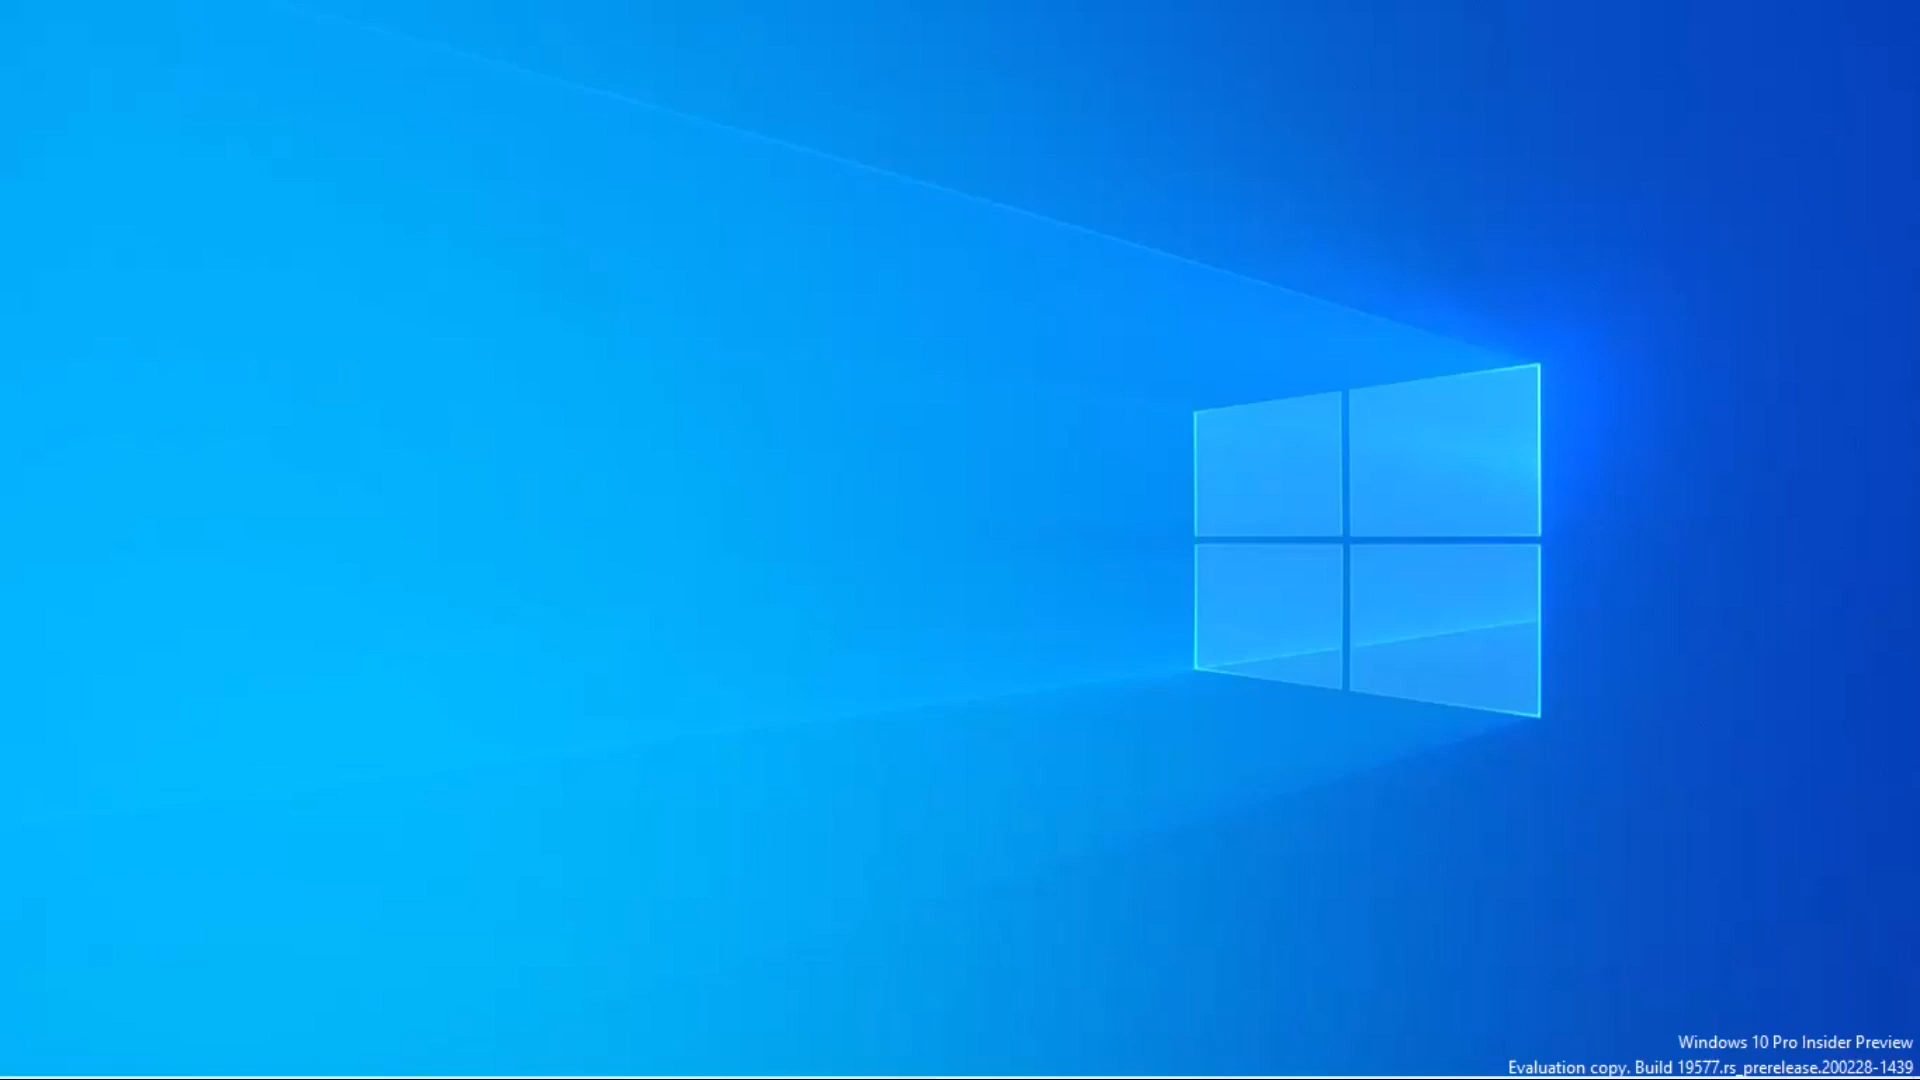 Windows 10 Pro Insider Preview
Evaluation copy. Build 19577.rs_prerelease.200228-1439